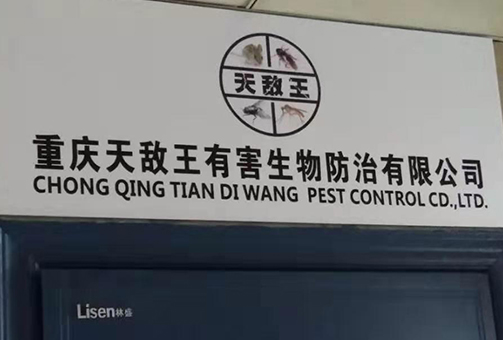 天敌王
重庆天敌王有害生物防治有限公司
CHONG QING TIAN DI WANG PEST CONTROL CD.,LTD.
Lisen林盛